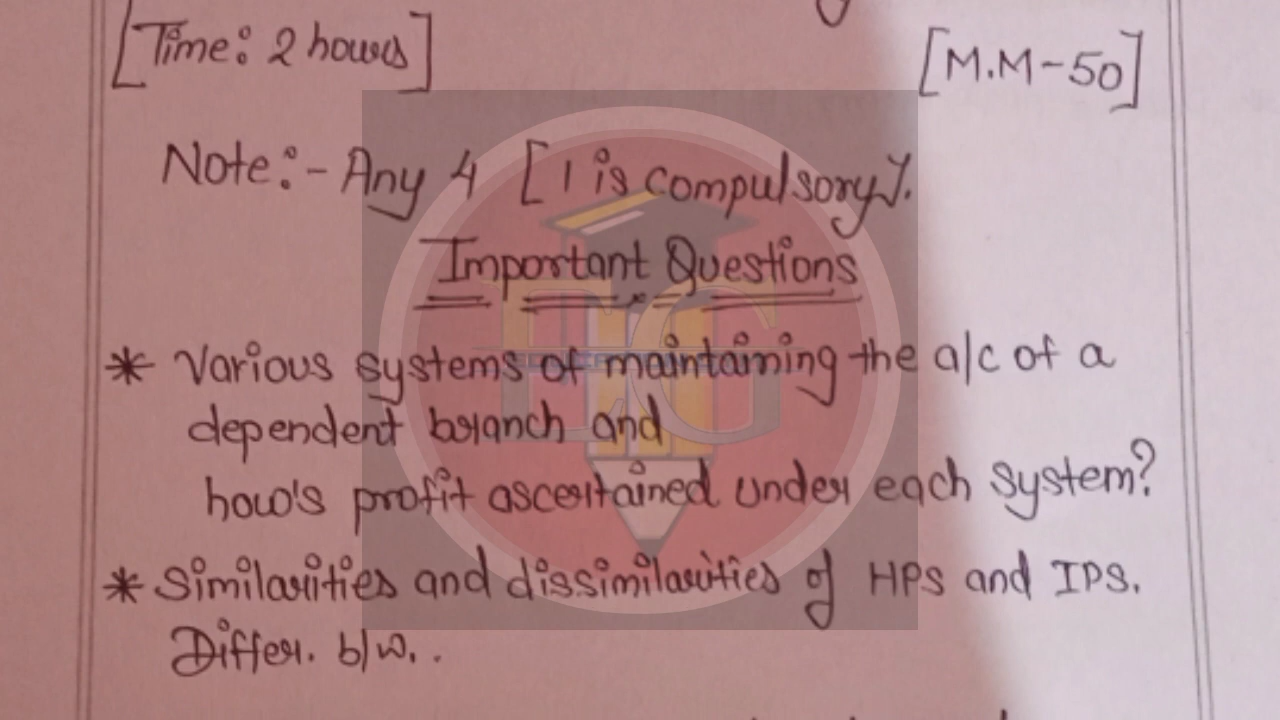 [Time: 2 hours]
[M.M-50]
Note:- Any 4 [1 is compulsory].
Important Questions
* Various systems of maintaining the a/c of a
dependent branch and
how's profit ascertained under each system?
* Similarities and dissimilarities of HPS and IPS.
Differ. b/w..